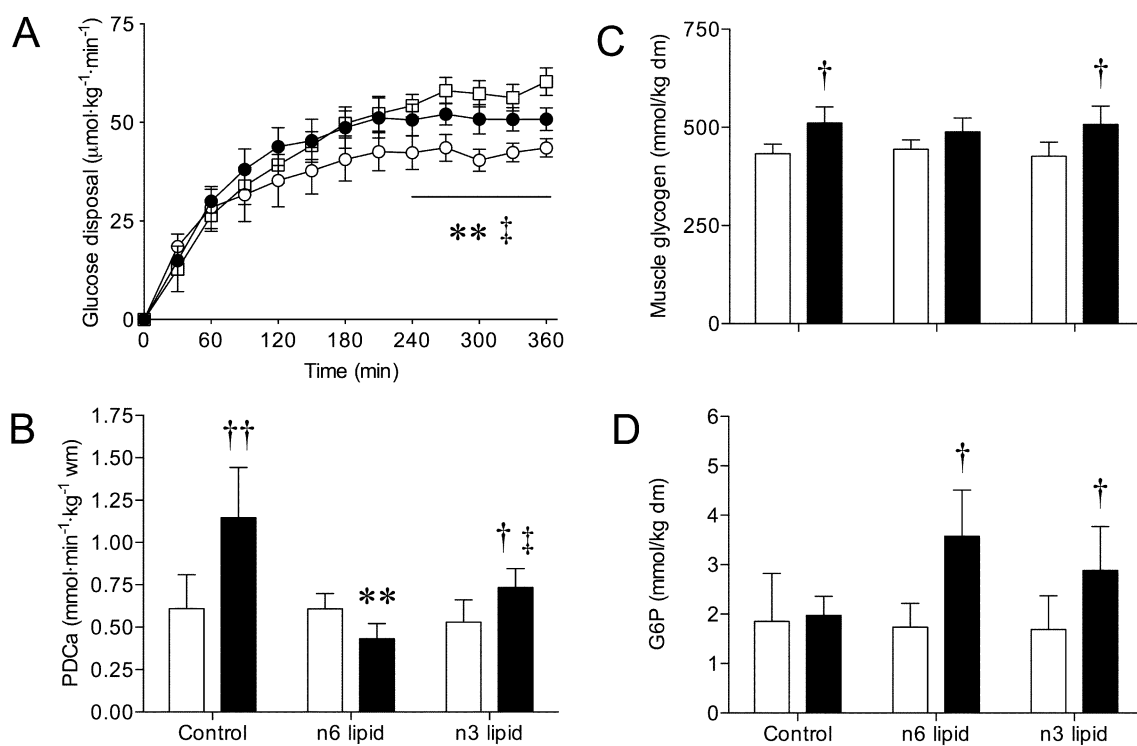 A
Glucose disposal (μmol·kg⁻¹·min⁻¹)
75
50
25
0
** ‡
0 60 120 180 240 300 360
Time (min)
B
PDCa (mmol·min⁻¹·kg⁻¹ wm)
1.75
1.50
1.25
1.00
0.75
0.50
0.25
0.00
††
**
† ‡
Control n6 lipid n3 lipid
C
Muscle glycogen (mmol/kg dm)
750
500
250
0
† †
D
G6P (mmol/kg dm)
6
5
4
3
2
1
0
†
†
Control n6 lipid n3 lipid